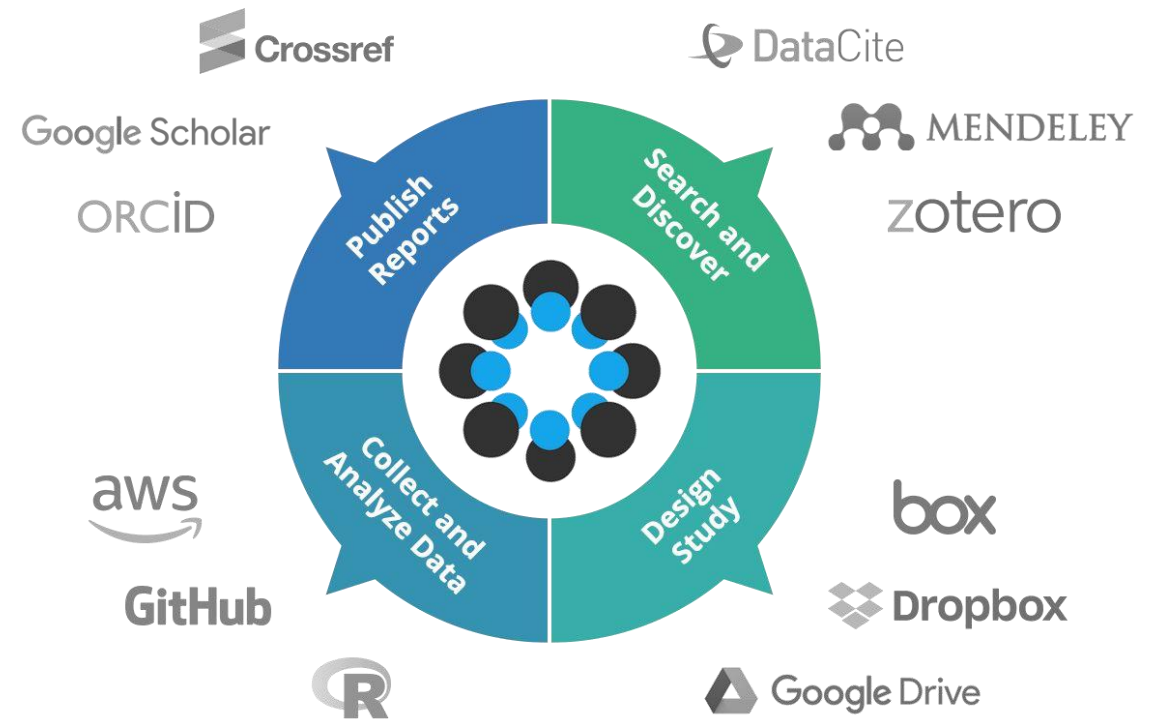 Crossref
DataCite
Google Scholar
MENDELEY
ORCiD
zotero
Publish
Reports
Search and
Discover
Collect and
Analyze Data
Design
Study
aws
box
GitHub
Dropbox
R
Google Drive